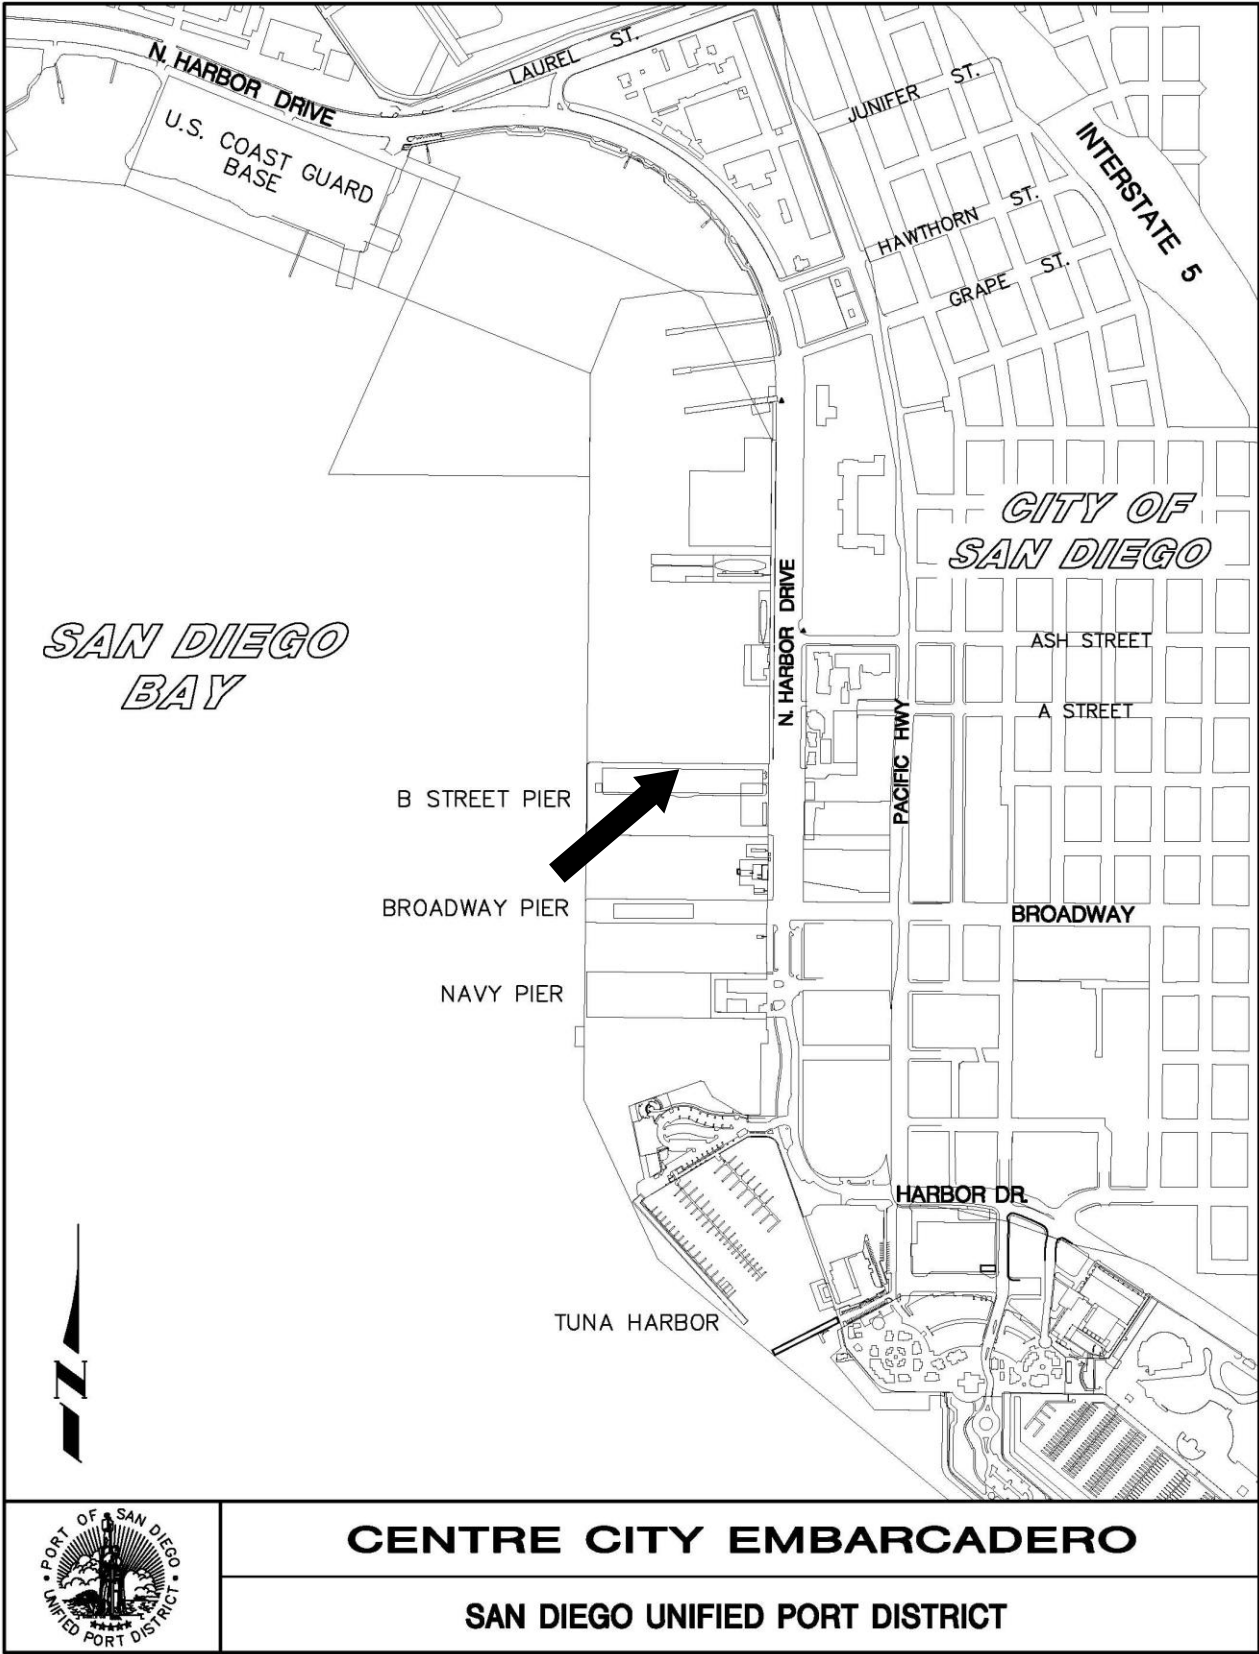 LAUREL ST.
N. HARBOR DRIVE
JUNIFER ST.
U.S. COAST GUARD
BASE
INTERSTATE 5
HAWTHORN ST.
GRAPE ST.
CITY OF
SAN DIEGO
N. HARBOR DRIVE
SAN DIEGO
BAY
ASH STREET
A STREET
PACIFIC HWY
B STREET PIER
BROADWAY PIER
BROADWAY
NAVY PIER
HARBOR DR.
TUNA HARBOR
N
PORT OF SAN DIEGO
UNIFIED PORT DISTRICT
CENTRE CITY EMBARCADERO
SAN DIEGO UNIFIED PORT DISTRICT